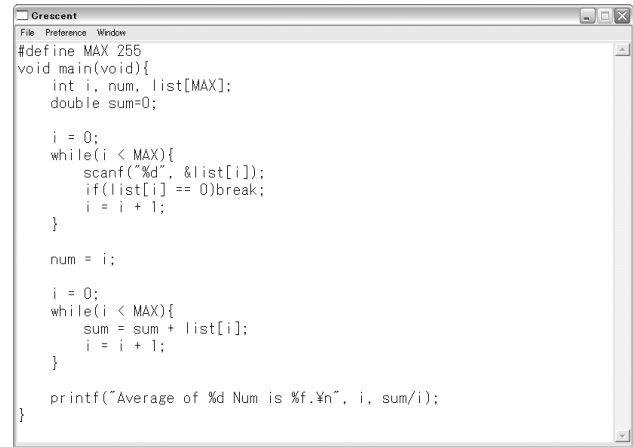 Crescent
File Preference Window
#define MAX 255
void main(void){
    int i, num, list[MAX];
    double sum=0;

    i = 0;
    while(i < MAX){
        scanf("%d", &list[i]);
        if(list[i] == 0)break;
        i = i + 1;
    }

    num = i;

    i = 0;
    while(i < MAX){
        sum = sum + list[i];
        i = i + 1;
    }

    printf("Average of %d Num is %f.¥n", i, sum/i);
}